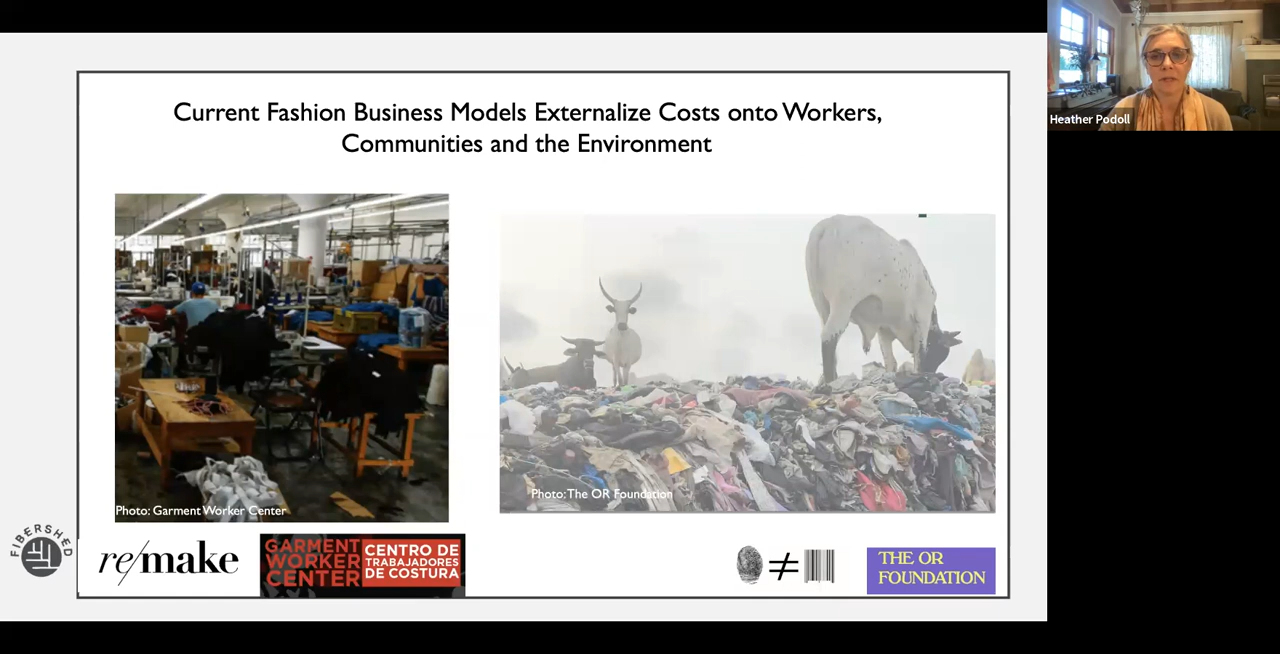 Current Fashion Business Models Externalize Costs onto Workers,
Communities and the Environment
Photo: Garment Worker Center
Photo: The OR Foundation
FIBERSHED
re/make
GARMENT
WORKER
CENTER
CENTRO DE
TRABAJADORES
DE COSTURA
≠
THE OR
FOUNDATION
Heather Podoll